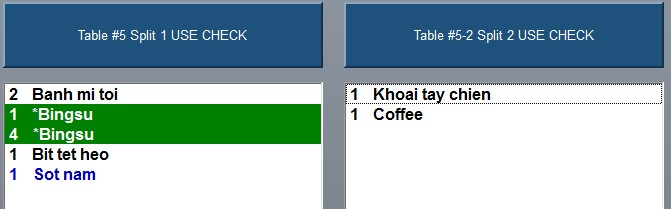 Table #5 Split 1 USE CHECK
2 Banh mi toi
1 *Bingsu
4 *Bingsu
1 Bit tet heo
1 Sot nam
Table #5-2 Split 2 USE CHECK
1 Khoai tay chien
1 Coffee